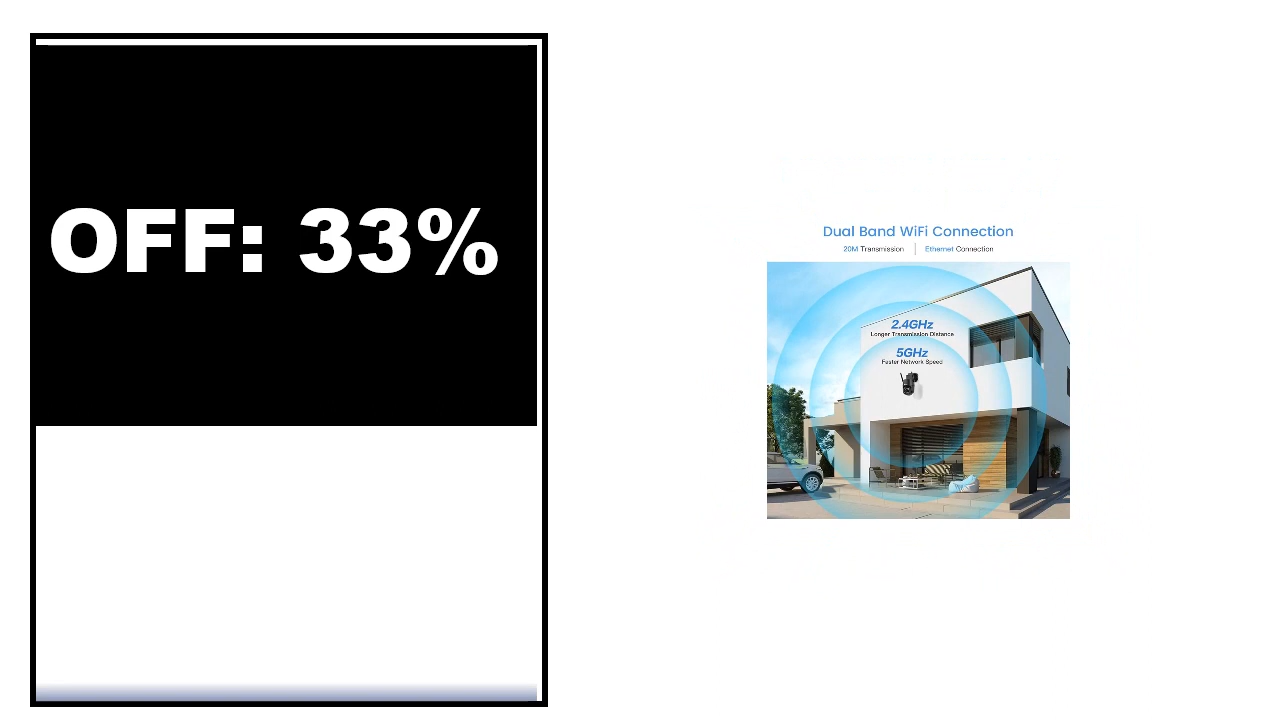 OFF: 33%
Dual Band WiFi Connection
20M Transmission | Ethernet Connection
2.4GHz
Longer Transmission Distance
5GHz
Faster Network Speed